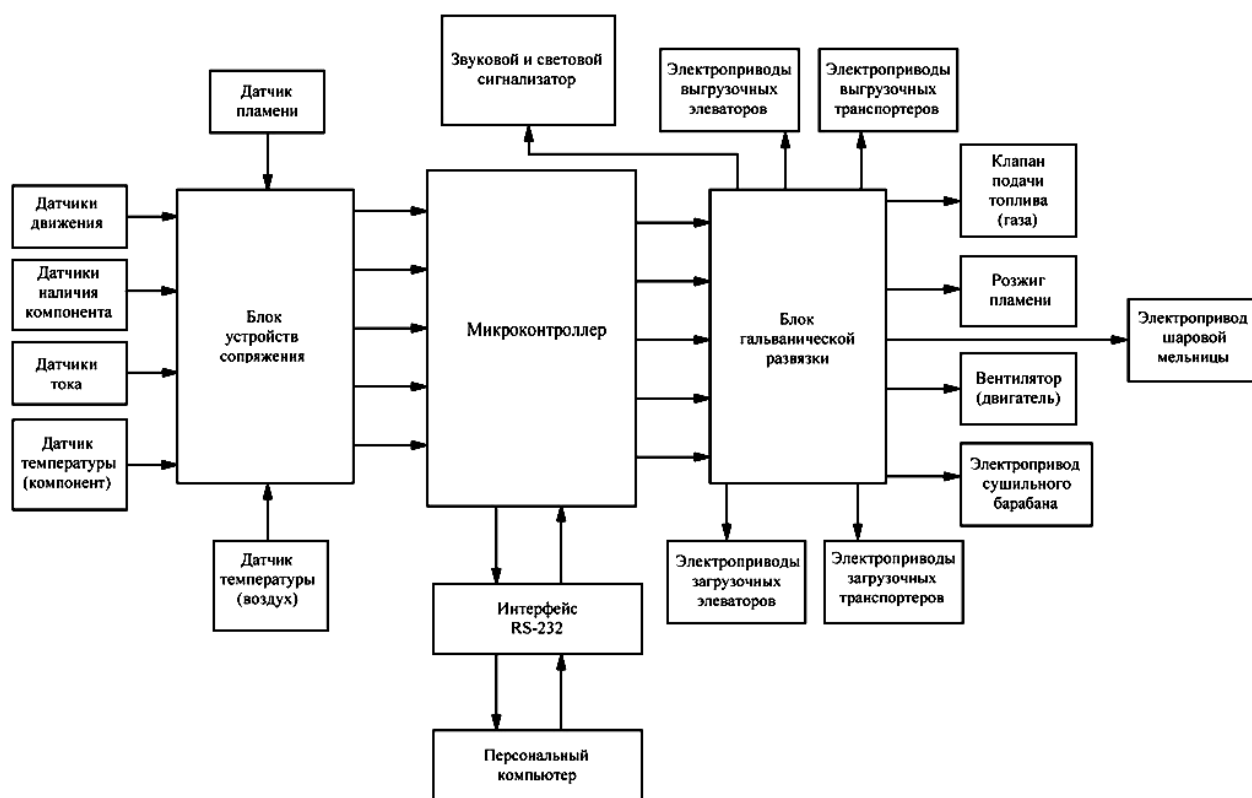 Звуковой и световой
сигнализатор
Электроприводы
выгрузочных
элеваторов
Электроприводы
выгрузочных
транспортеров
Датчик
пламени
Клапан
подачи
топлива
(газа)
Датчики
движения
Датчики
наличия
компонента
Датчики
тока
Датчик
температуры
(компонент)
Блок
устройств
сопряжения
Микроконтроллер
Блок
гальванической
развязки
Розжиг
пламени
Электропривод
шаровой
мельницы
Вентилятор
(двигатель)
Электропривод
сушильного
барабана
Датчик
температуры
(воздух)
Электроприводы
загрузочных
элеваторов
Электроприводы
загрузочных
транспортеров
Интерфейс
RS-232
Персональный
компьютер